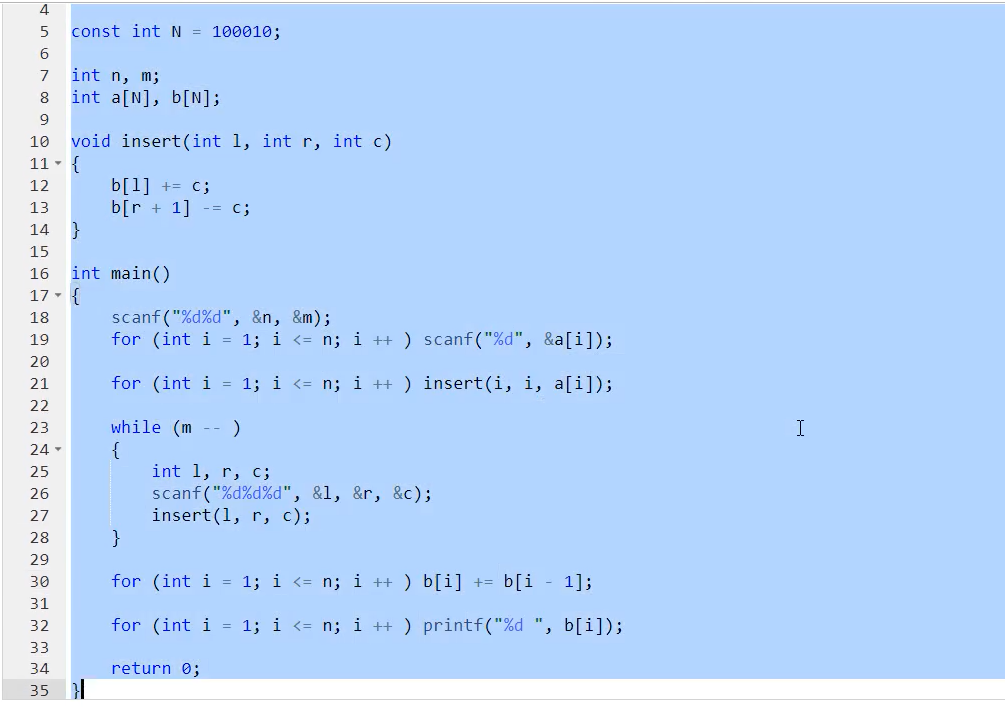 4
5 const int N = 100010;
6
7 int n, m;
8 int a[N], b[N];
9
10 void insert(int l, int r, int c)
11 {
12     b[l] += c;
13     b[r + 1] -= c;
14 }
15
16 int main()
17 {
18     scanf("%d%d", &n, &m);
19     for (int i = 1; i <= n; i ++ ) scanf("%d", &a[i]);
20
21     for (int i = 1; i <= n; i ++ ) insert(i, i, a[i]);
22
23     while (m -- )
24     {
25         int l, r, c;
26         scanf("%d%d%d", &l, &r, &c);
27         insert(l, r, c);
28     }
29
30     for (int i = 1; i <= n; i ++ ) b[i] += b[i - 1];
31
32     for (int i = 1; i <= n; i ++ ) printf("%d ", b[i]);
33
34     return 0;
35 }